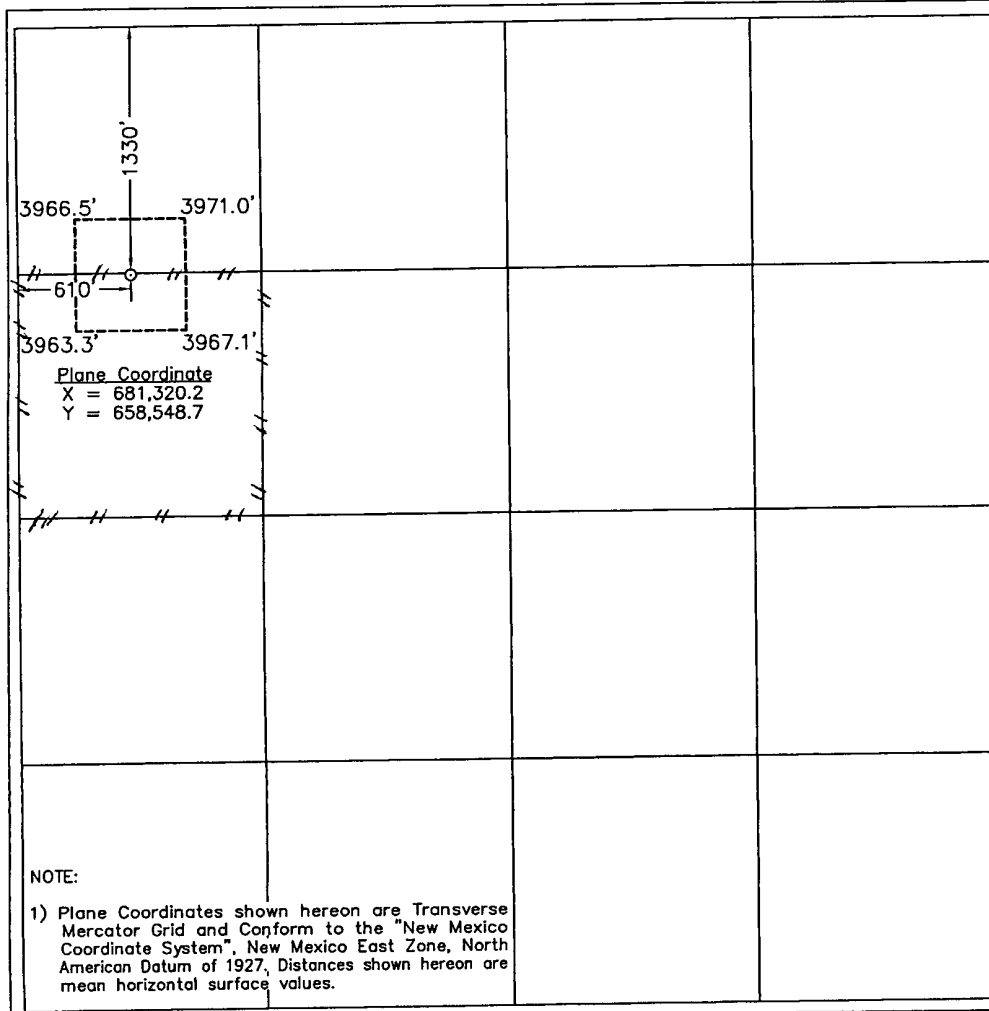 1330'
3966.5' 3971.0'
610'
3963.3' 3967.1'
Plane Coordinate
X = 681,320.2
Y = 658,548.7
NOTE:
1) Plane Coordinates shown hereon are Transverse
Mercator Grid and Conform to the "New Mexico
Coordinate System", New Mexico East Zone, North
American Datum of 1927, Distances shown hereon are
mean horizontal surface values.